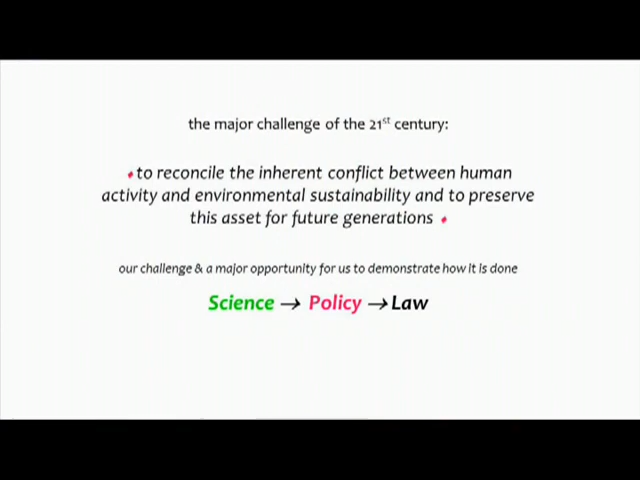 the major challenge of the 21st century:
♦to reconcile the inherent conflict between human
activity and environmental sustainability and to preserve
this asset for future generations ♦
our challenge & a major opportunity for us to demonstrate how it is done
Science → Policy →Law